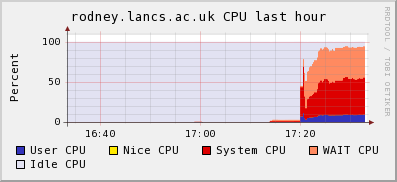 rodney.lancs.ac.uk CPU last hour
RRDTOOL / TOBI OETIKER
Percent
100
50
0
16:40 17:00 17:20
User CPU Nice CPU System CPU WAIT CPU
Idle CPU